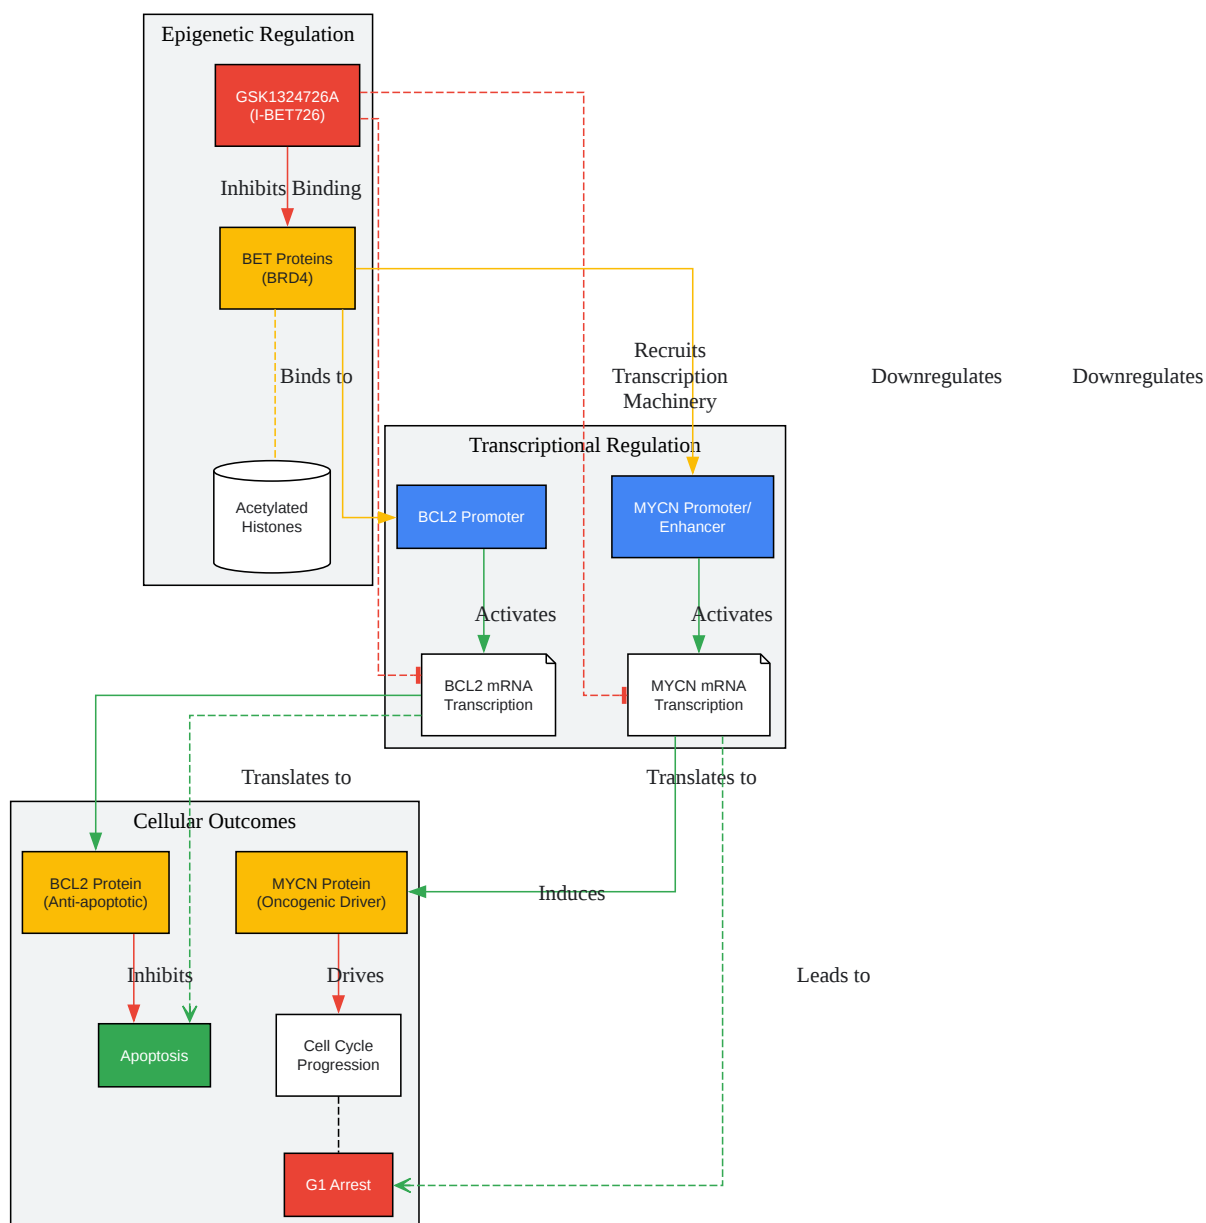 Epigenetic Regulation
GSK1324726A
(I-BET726)
Inhibits Binding
BET Proteins
(BRD4)
Binds to
Recruits
Transcription
Machinery
Downregulates
Downregulates
Transcriptional Regulation
Acetylated
Histones
BCL2 Promoter
MYCN Promoter/
Enhancer
Activates
Activates
BCL2 mRNA
Transcription
MYCN mRNA
Transcription
Translates to
Translates to
Cellular Outcomes
BCL2 Protein
(Anti-apoptotic)
MYCN Protein
(Oncogenic Driver)
Induces
Inhibits
Drives
Leads to
Apoptosis
Cell Cycle
Progression
G1 Arrest